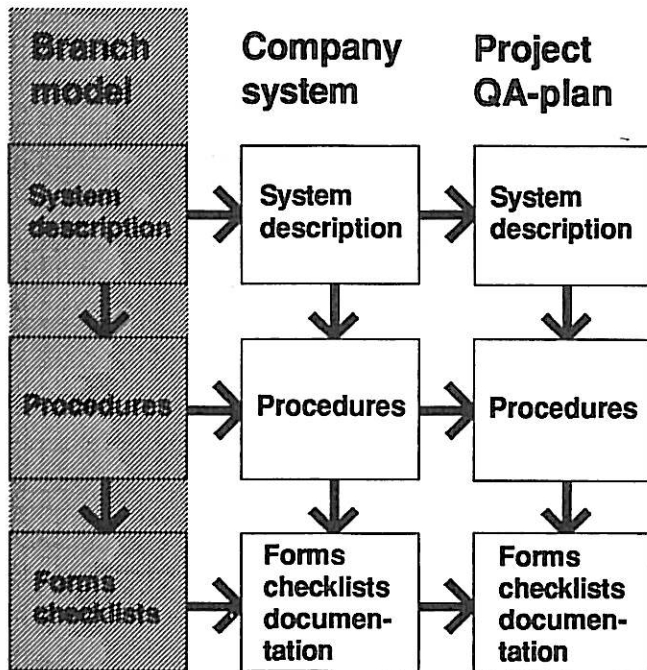 Branch
model
Company
system
Project
QA-plan
System
description
System
description
System
description
Procedures
Procedures
Procedures
Forms
checklists
Forms
checklists
documen-
tation
Forms
checklists
documen-
tation